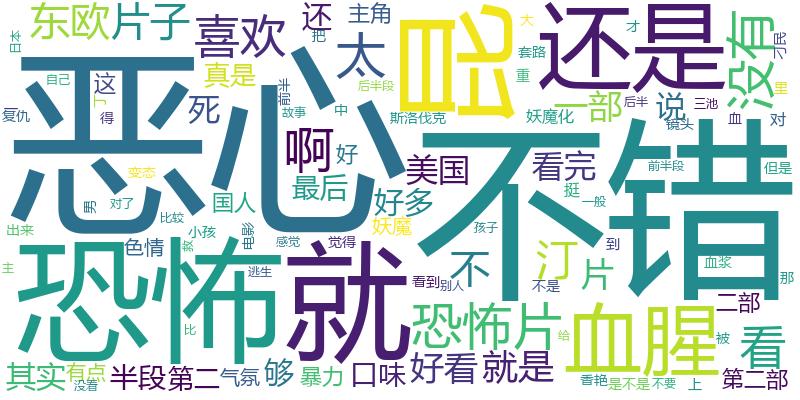 东欧
片子
喜欢
还
主角
大
才
刁民
日本
把
太
昆
还是
没有
自己
这
真是
前半
后半段
套路
重
一部
后半
说
三池
里
恶心
不错
了
死
故事
中
斯洛伐克
妖魔化
镜头
血
对
复仇
得
啊
好
美国
看完
前半段
但是
变态
最后
好多
挺
一般
男
对了
比较
国人
妖魔
孩子
出来
小孩
电影
感觉
觉得
不
汀
到
色情
片
血浆
那
主
恐怖
就
逃生
看到
别人
不是
二部
比
恐怖片
血腥
给
被
看
其实
有点
没着
半段
第二
气氛
够
暴力
口味
好看
就是
香艳
是不是
不要
上
第二部